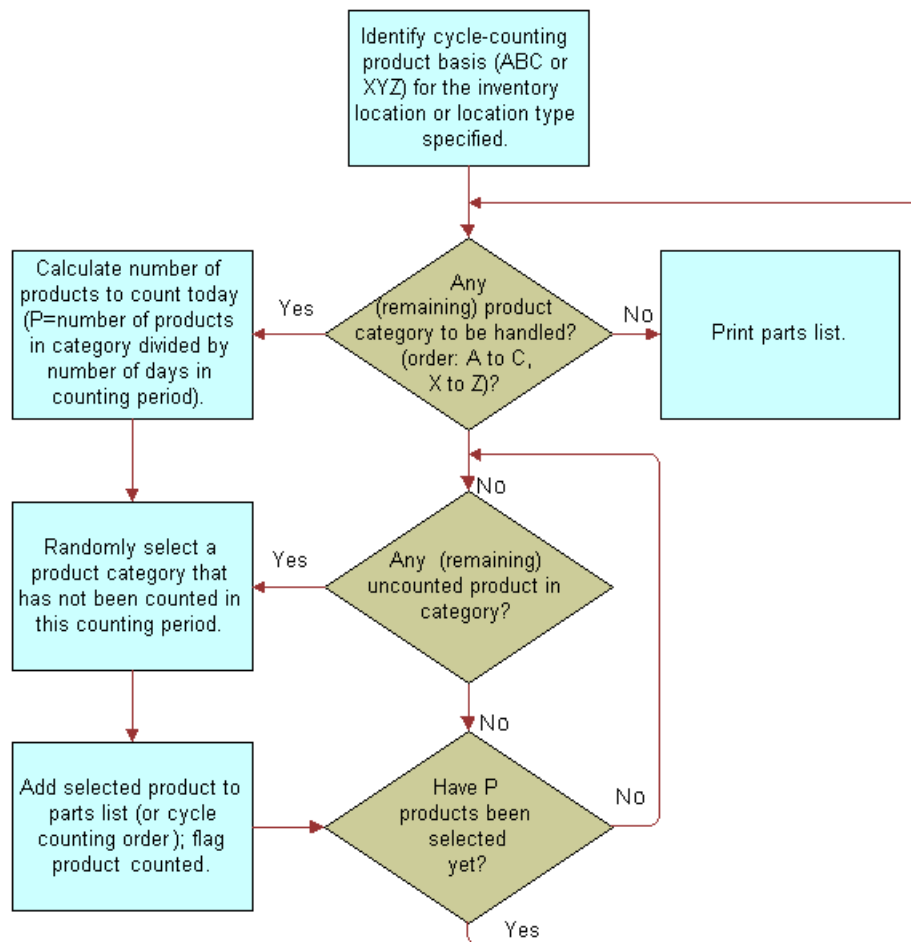 Identify cycle-counting
product basis (ABC or
XYZ) for the inventory
location or location type
specified.
Calculate number of
products to count today
(P=number of products
in category divided by
number of days in
counting period).
Yes
Any
(remaining) product
category to be handled?
(order: A to C,
X to Z)?
No
Print parts list.
No
Randomly select a
product category that
has not been counted in
this counting period.
Yes
Any (remaining)
uncounted product in
category?
No
Add selected product to
parts list (or cycle
counting order); flag
product counted.
Have P
products been
selected
yet?
No
Yes